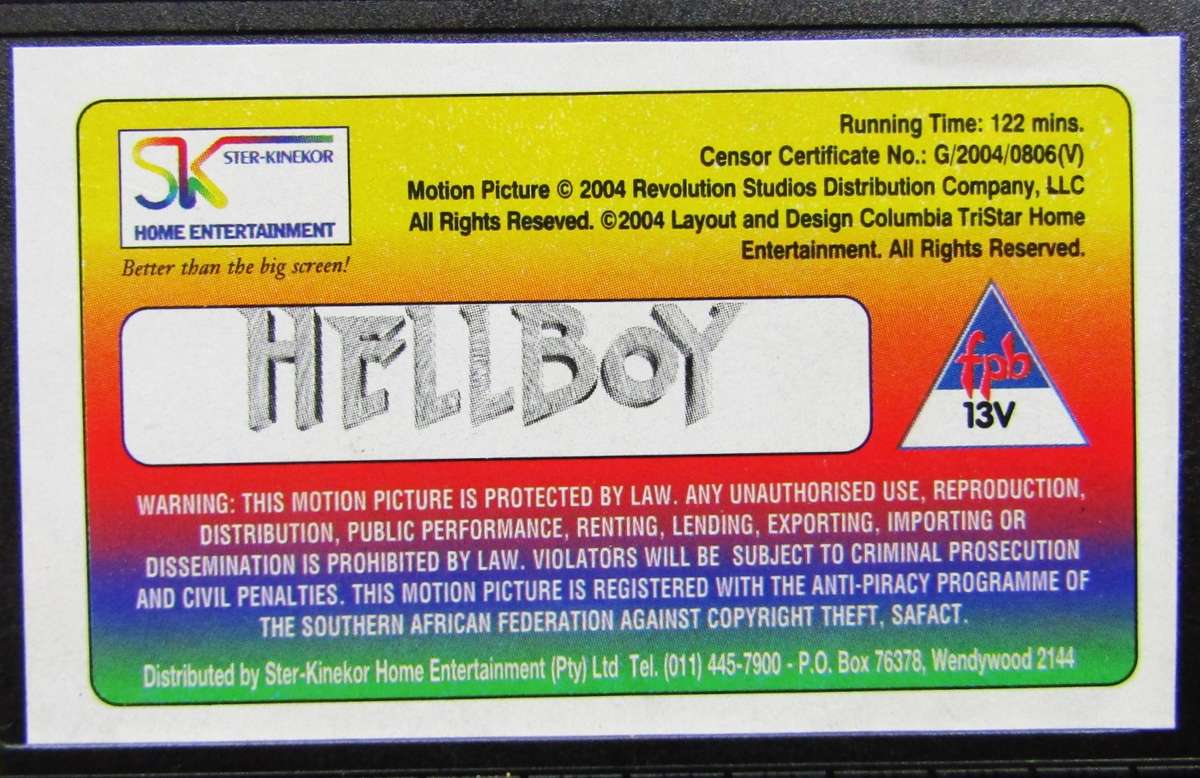 SK STER-KINEKOR
HOME ENTERTAINMENT
Better than the big screen!
Running Time: 122 mins.
Censor Certificate No.: G/2004/0806(V)
Motion Picture © 2004 Revolution Studios Distribution Company, LLC
All Rights Reseved. ©2004 Layout and Design Columbia TriStar Home
Entertainment. All Rights Reserved.
HELLBOY
fpb
13V
WARNING: THIS MOTION PICTURE IS PROTECTED BY LAW. ANY UNAUTHORISED USE, REPRODUCTION,
DISTRIBUTION, PUBLIC PERFORMANCE, RENTING, LENDING, EXPORTING, IMPORTING OR
DISSEMINATION IS PROHIBITED BY LAW. VIOLATORS WILL BE SUBJECT TO CRIMINAL PROSECUTION
AND CIVIL PENALTIES. THIS MOTION PICTURE IS REGISTERED WITH THE ANTI-PIRACY PROGRAMME OF
THE SOUTHERN AFRICAN FEDERATION AGAINST COPYRIGHT THEFT, SAFACT.
Distributed by Ster-Kinekor Home Entertainment (Pty) Ltd Tel. (011) 445-7900 - P.O. Box 76378, Wendywood 2144